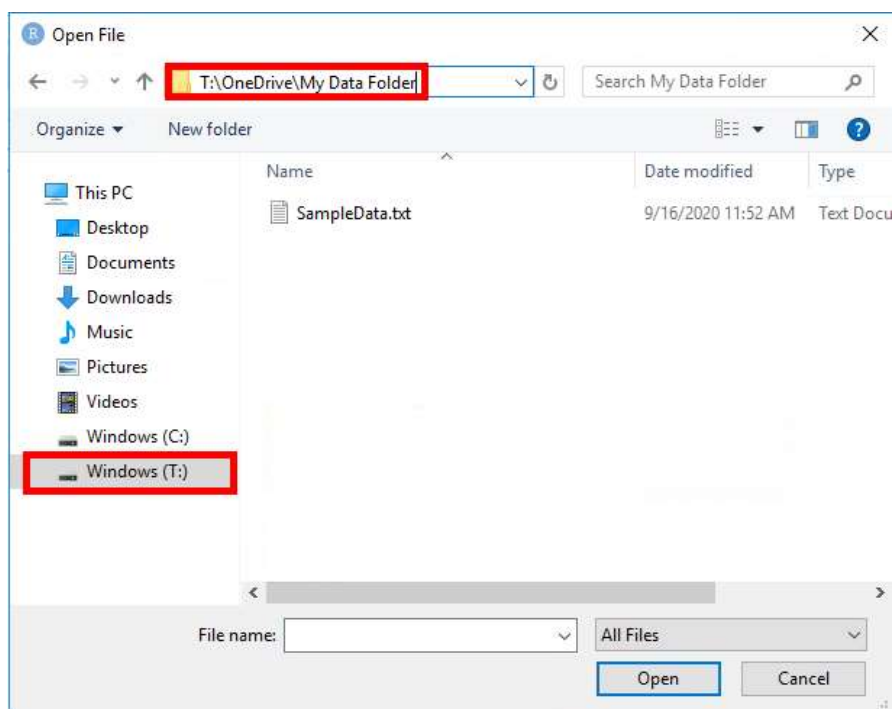 R Open File
T:\OneDrive\My Data Folder
Search My Data Folder
Organize
New folder
Name
Date modified
Type
This PC
SampleData.txt
9/16/2020 11:52 AM
Text Docu
Desktop
Documents
Downloads
Music
Pictures
Videos
Windows (C:)
Windows (T:)
File name:
All Files
Open
Cancel